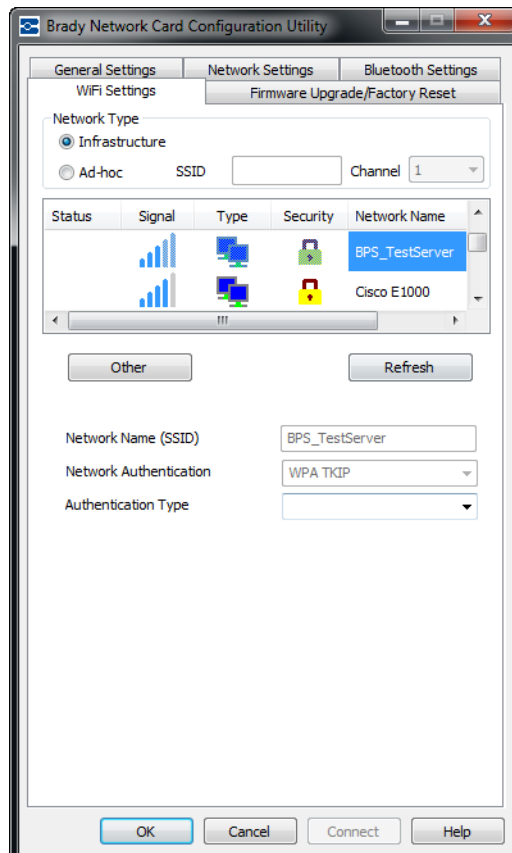 Brady Network Card Configuration Utility
General Settings Network Settings Bluetooth Settings
WiFi Settings Firmware Upgrade/Factory Reset
Network Type
Infrastructure
Ad-hoc SSID Channel 1
Status Signal Type Security Network Name
BPS_TestServer
Cisco E1000
Other Refresh
Network Name (SSID) BPS_TestServer
Network Authentication WPA TKIP
Authentication Type
OK Cancel Connect Help